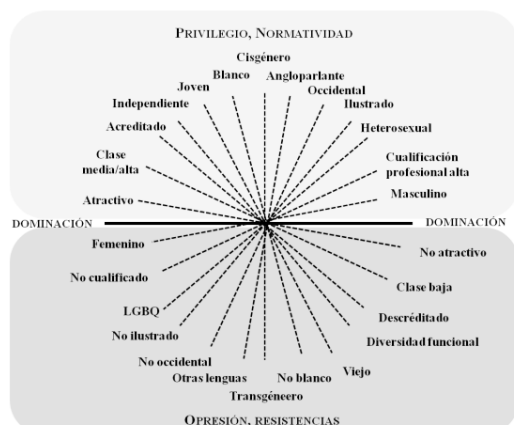 PRIVILEGIO, NORMATIVIDAD
Cisgénero
Blanco
Angloparlante
Joven
Occidental
Independiente
Ilustrado
Acreditado
Heterosexual
Clase
media/alta
Cualificación
profesional alta
Atractivo
Masculino
DOMINACIÓN
DOMINACIÓN
Femenino
No atractivo
No cualificado
Clase baja
LGBQ
Descréditado
No ilustrado
Diversidad funcional
No occidental
Viejo
Otras lenguas
No blanco
Transgéneero
OPRESIÓN, RESISTENCIAS